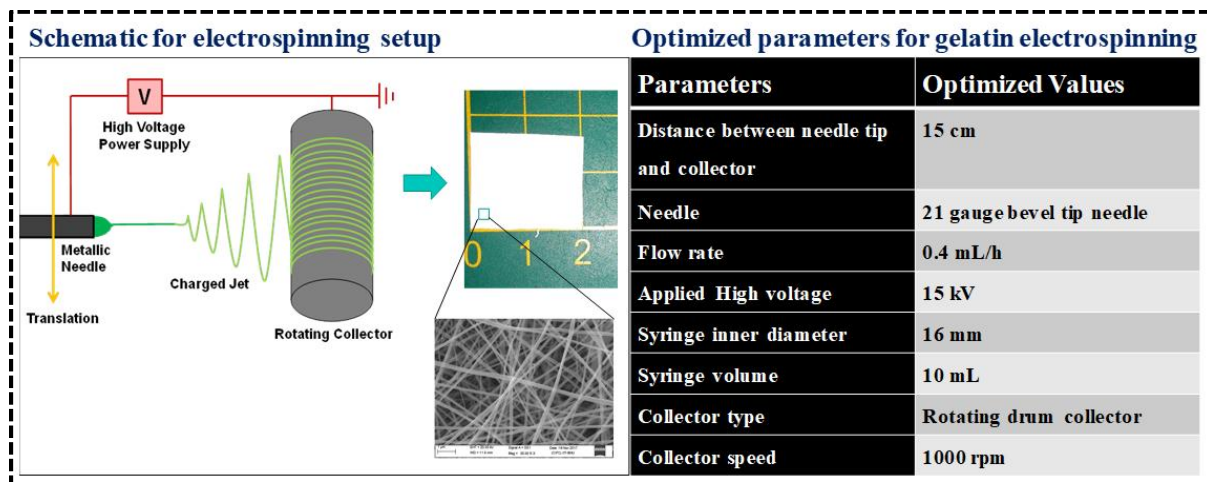 Schematic for electrospinning setup
V
High Voltage
Power Supply
Metallic
Needle
Translation
Charged Jet
Rotating Collector
0 1 2
Optimized parameters for gelatin electrospinning
Parameters Optimized Values
Distance between needle tip and collector 15 cm
Needle 21 gauge bevel tip needle
Flow rate 0.4 mL/h
Applied High voltage 15 kV
Syringe inner diameter 16 mm
Syringe volume 10 mL
Collector type Rotating drum collector
Collector speed 1000 rpm